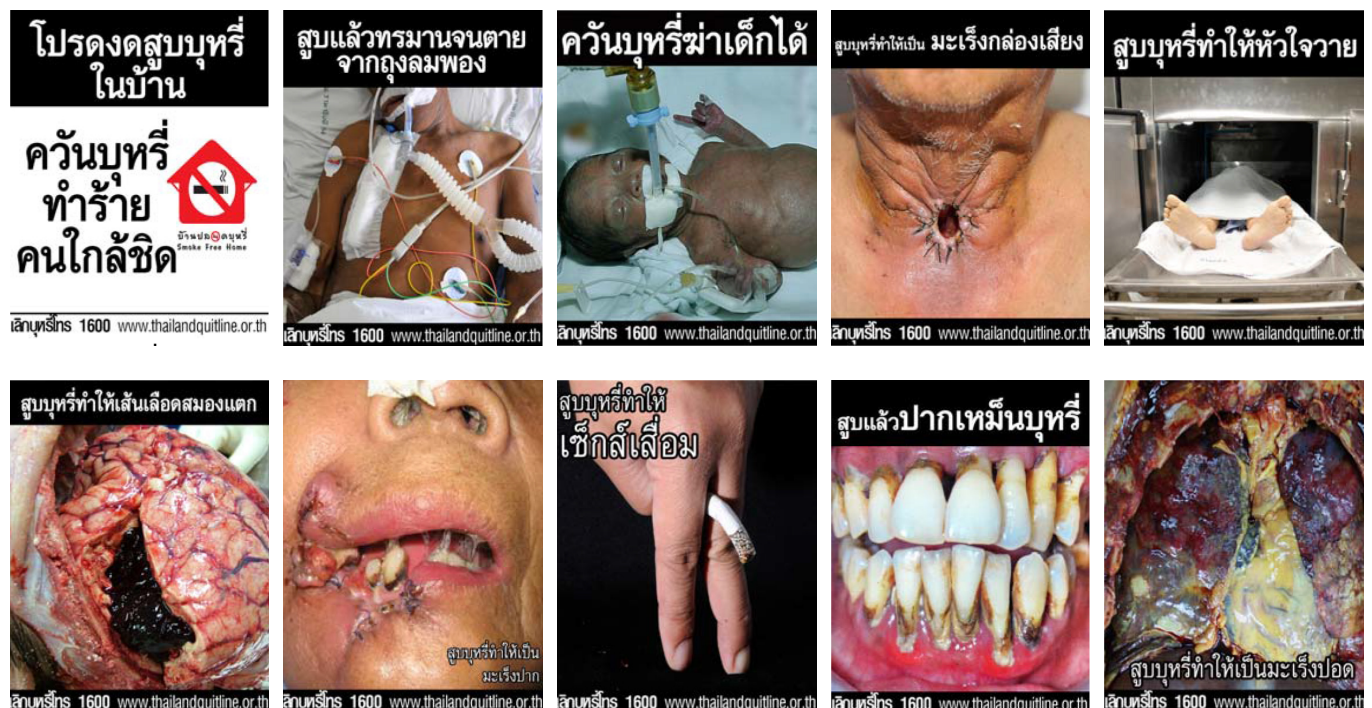 โปรดงดสูบบุหรี่
ในบ้าน
ควันบุหรี่
ทำร้าย
คนใกล้ชิด
บ้านปลอดบุหรี่
Smoke Free Home
เลิกบุหรี่โทร 1600 www.thailandquitline.or.th
สูบแล้วทรมานจนตาย
จากถุงลมพอง
เลิกบุหรี่โทร 1600 www.thailandquitline.or.th
ควันบุหรี่ฆ่าเด็กได้
เลิกบุหรี่โทร 1600 www.thailandquitline.or.th
สูบบุหรี่ทำให้เป็น มะเร็งกล่องเสียง
เลิกบุหรี่โทร 1600 www.thailandquitline.or.th
สูบบุหรี่ทำให้หัวใจวาย
เลิกบุหรี่โทร 1600 www.thailandquitline.or.th
สูบบุหรี่ทำให้เส้นเลือดสมองแตก
เลิกบุหรี่โทร 1600 www.thailandquitline.or.th
สูบบุหรี่ทำให้เป็น
มะเร็งปาก
เลิกบุหรี่โทร 1600 www.thailandquitline.or.th
สูบบุหรี่ทำให้
เซ็กส์เสื่อม
เลิกบุหรี่โทร 1600 www.thailandquitline.or.th
สูบแล้วปากเหม็นบุหรี่
เลิกบุหรี่โทร 1600 www.thailandquitline.or.th
สูบบุหรี่ทำให้เป็นมะเร็งปอด
เลิกบุหรี่โทร 1600 www.thailandquitline.or.th